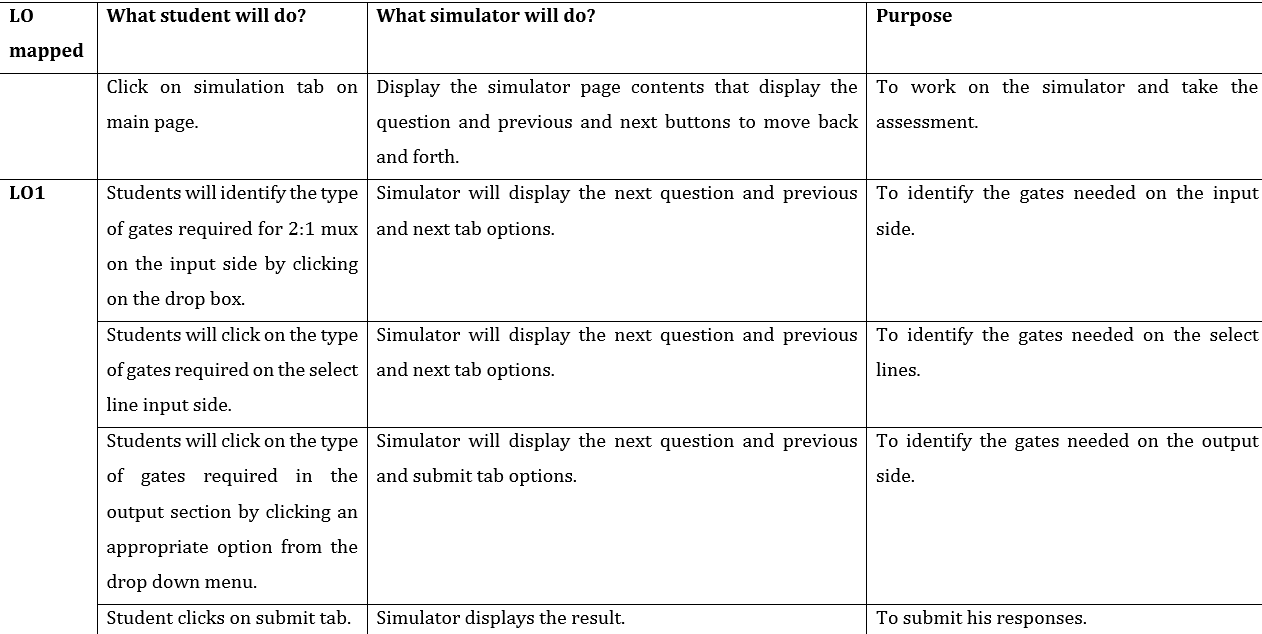 LO mapped
What student will do?
What simulator will do?
Purpose
Click on simulation tab on
main page.
Display the simulator page contents that display the
question and previous and next buttons to move back
and forth.
To work on the simulator and take the
assessment.
LO1
Students will identify the type
of gates required for 2:1 mux
on the input side by clicking
on the drop box.
Simulator will display the next question and previous
and next tab options.
To identify the gates needed on the input
side.
Students will click on the type
of gates required on the select
line input side.
Simulator will display the next question and previous
and next tab options.
To identify the gates needed on the select
lines.
Students will click on the type
of gates required in the
output section by clicking an
appropriate option from the
drop down menu.
Simulator will display the next question and previous
and submit tab options.
To identify the gates needed on the output
side.
Student clicks on submit tab.
Simulator displays the result.
To submit his responses.